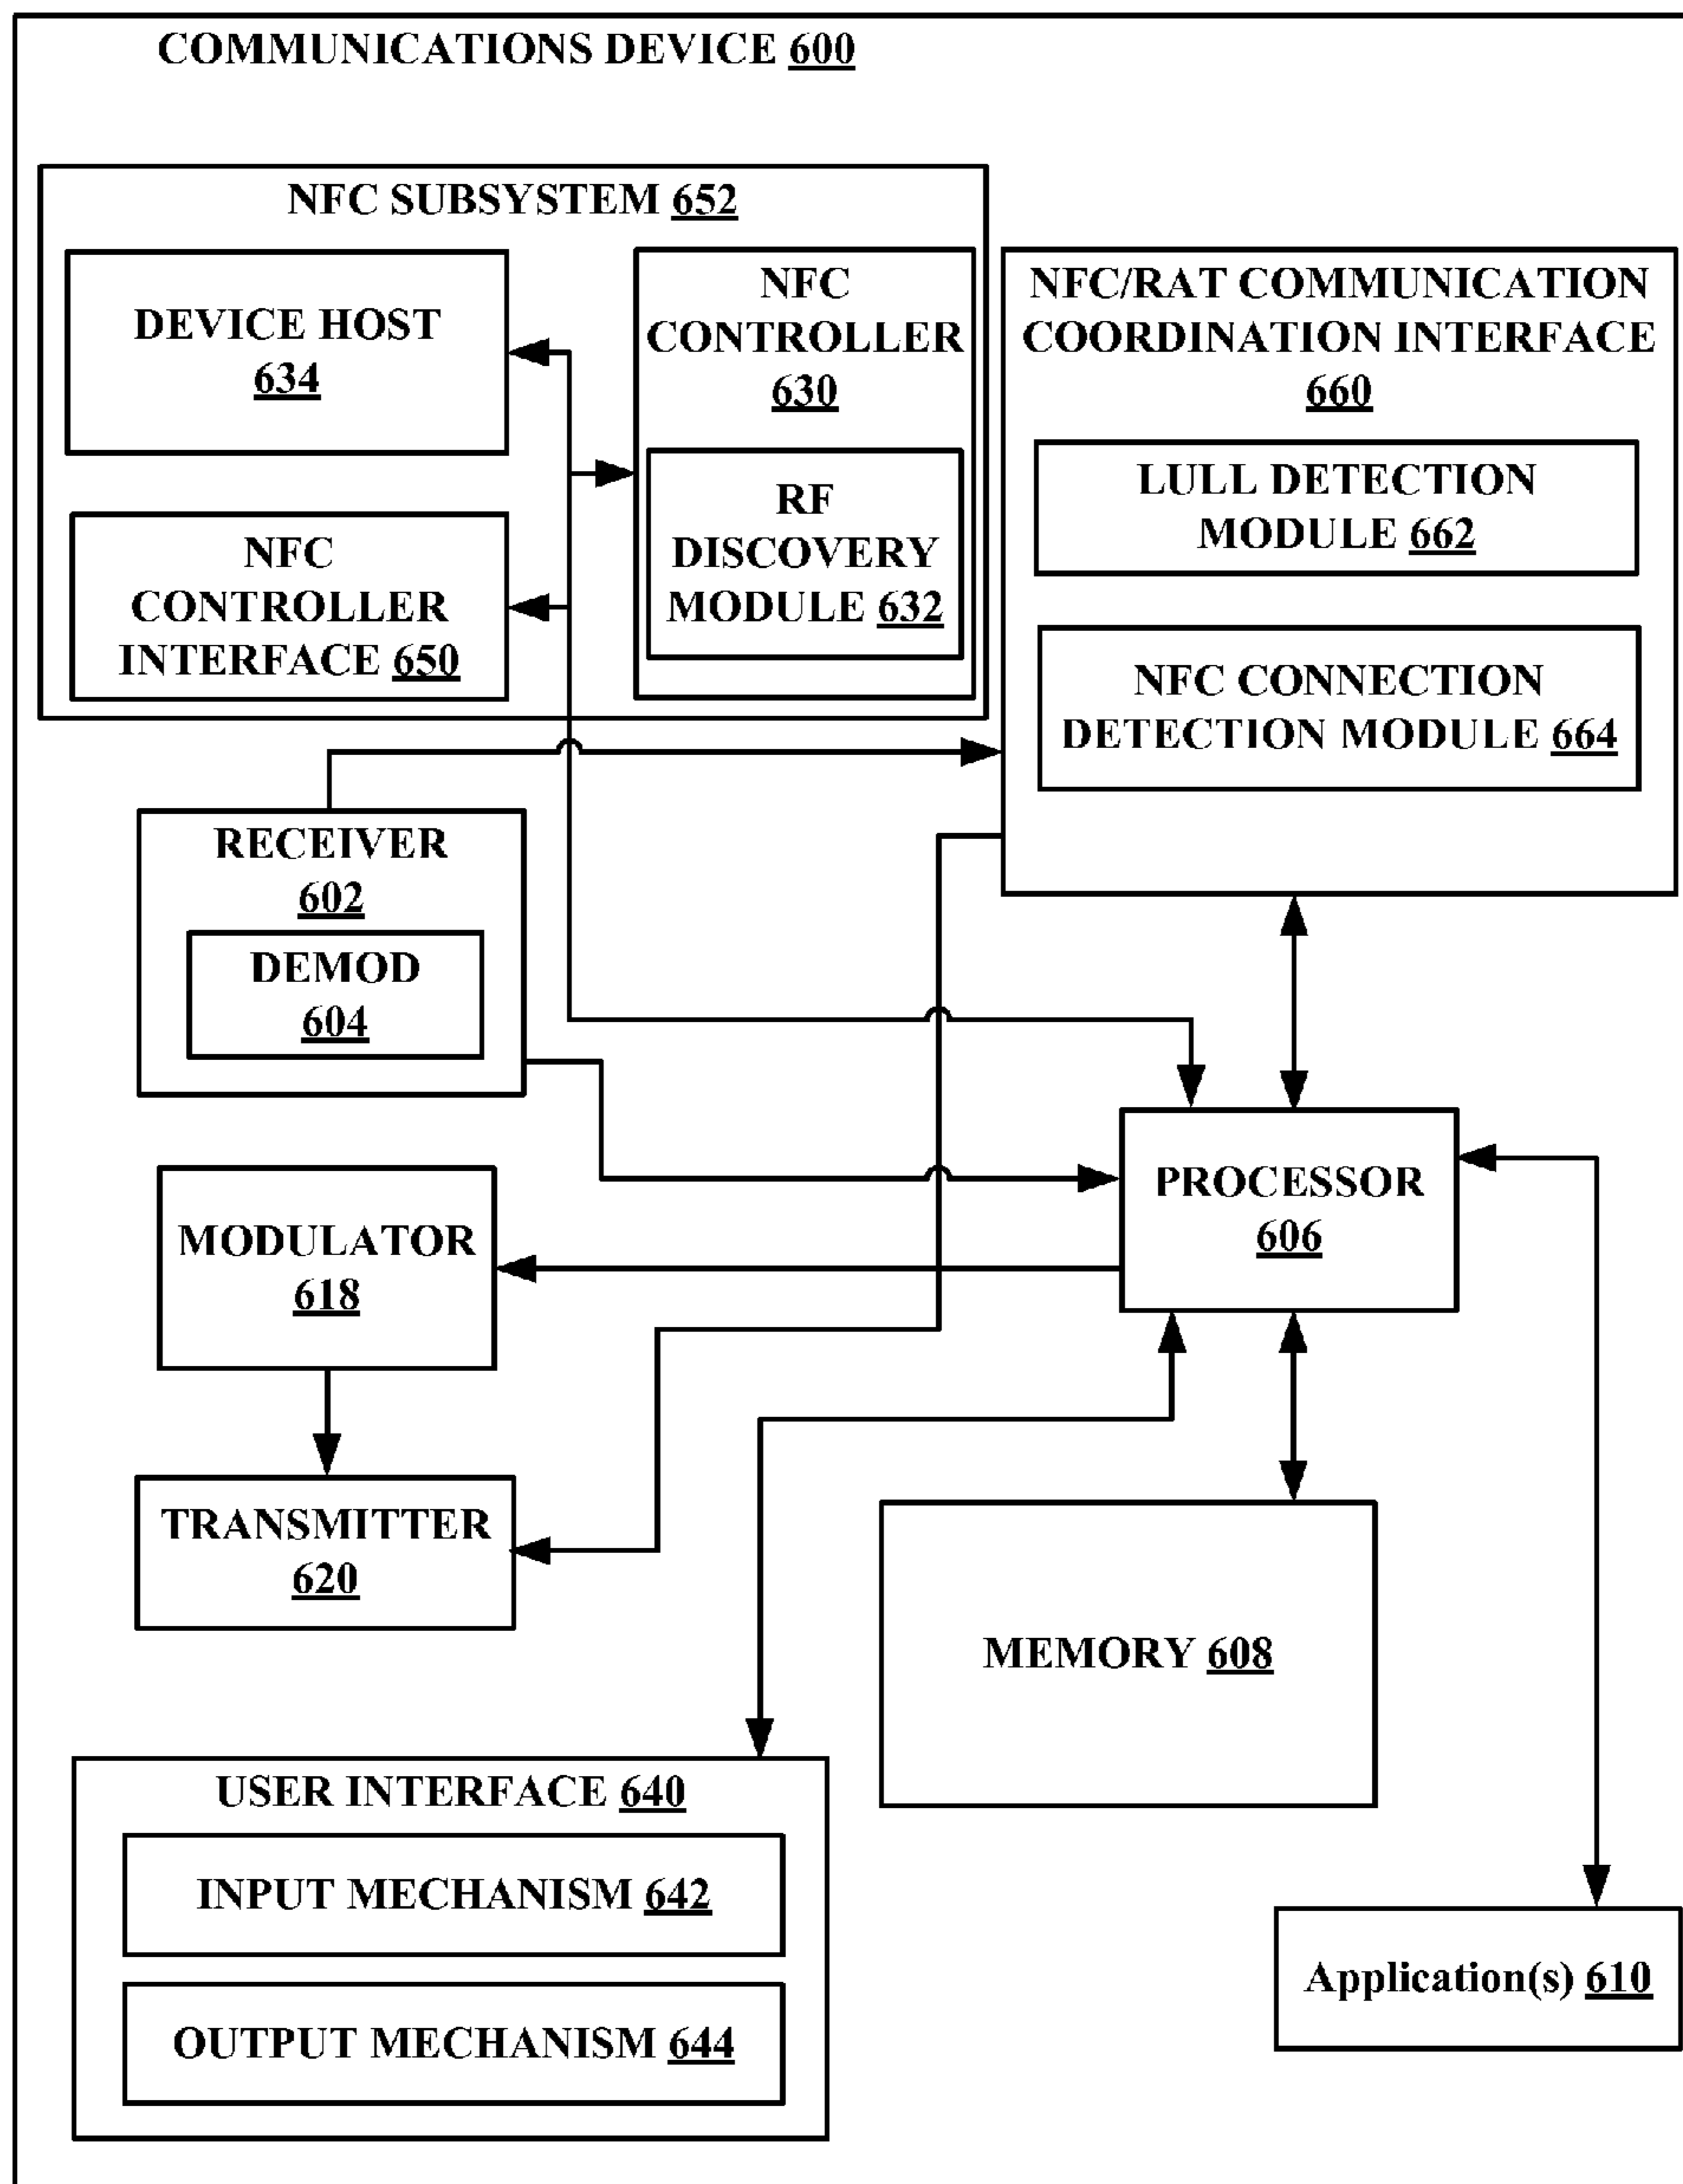 COMMUNICATIONS DEVICE 600
NFC SUBSYSTEM 652
DEVICE HOST
634
NFC
CONTROLLER
INTERFACE 650
NFC
CONTROLLER
630
RF
DISCOVERY
MODULE 632
NFC/RAT COMMUNICATION
COORDINATION INTERFACE
660
LULL DETECTION
MODULE 662
NFC CONNECTION
DETECTION MODULE 664
RECEIVER
602
DEMOD
604
PROCESSOR
606
MODULATOR
618
TRANSMITTER
620
MEMORY 608
USER INTERFACE 640
INPUT MECHANISM 642
OUTPUT MECHANISM 644
Application(s) 610